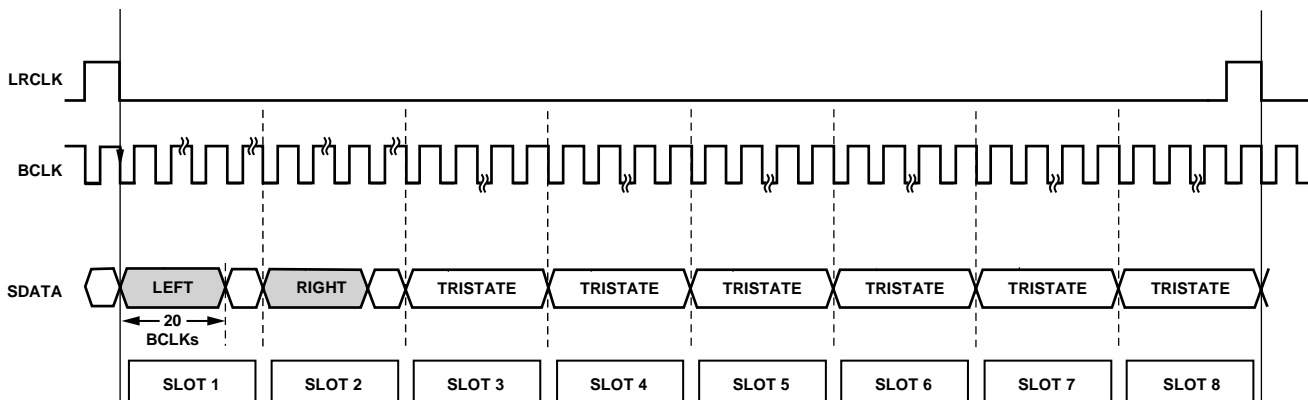 LRCLK
BCLK
SDATA
LEFT
RIGHT
TRISTATE
TRISTATE
TRISTATE
TRISTATE
TRISTATE
TRISTATE
20
BCLKs
SLOT 1
SLOT 2
SLOT 3
SLOT 4
SLOT 5
SLOT 6
SLOT 7
SLOT 8